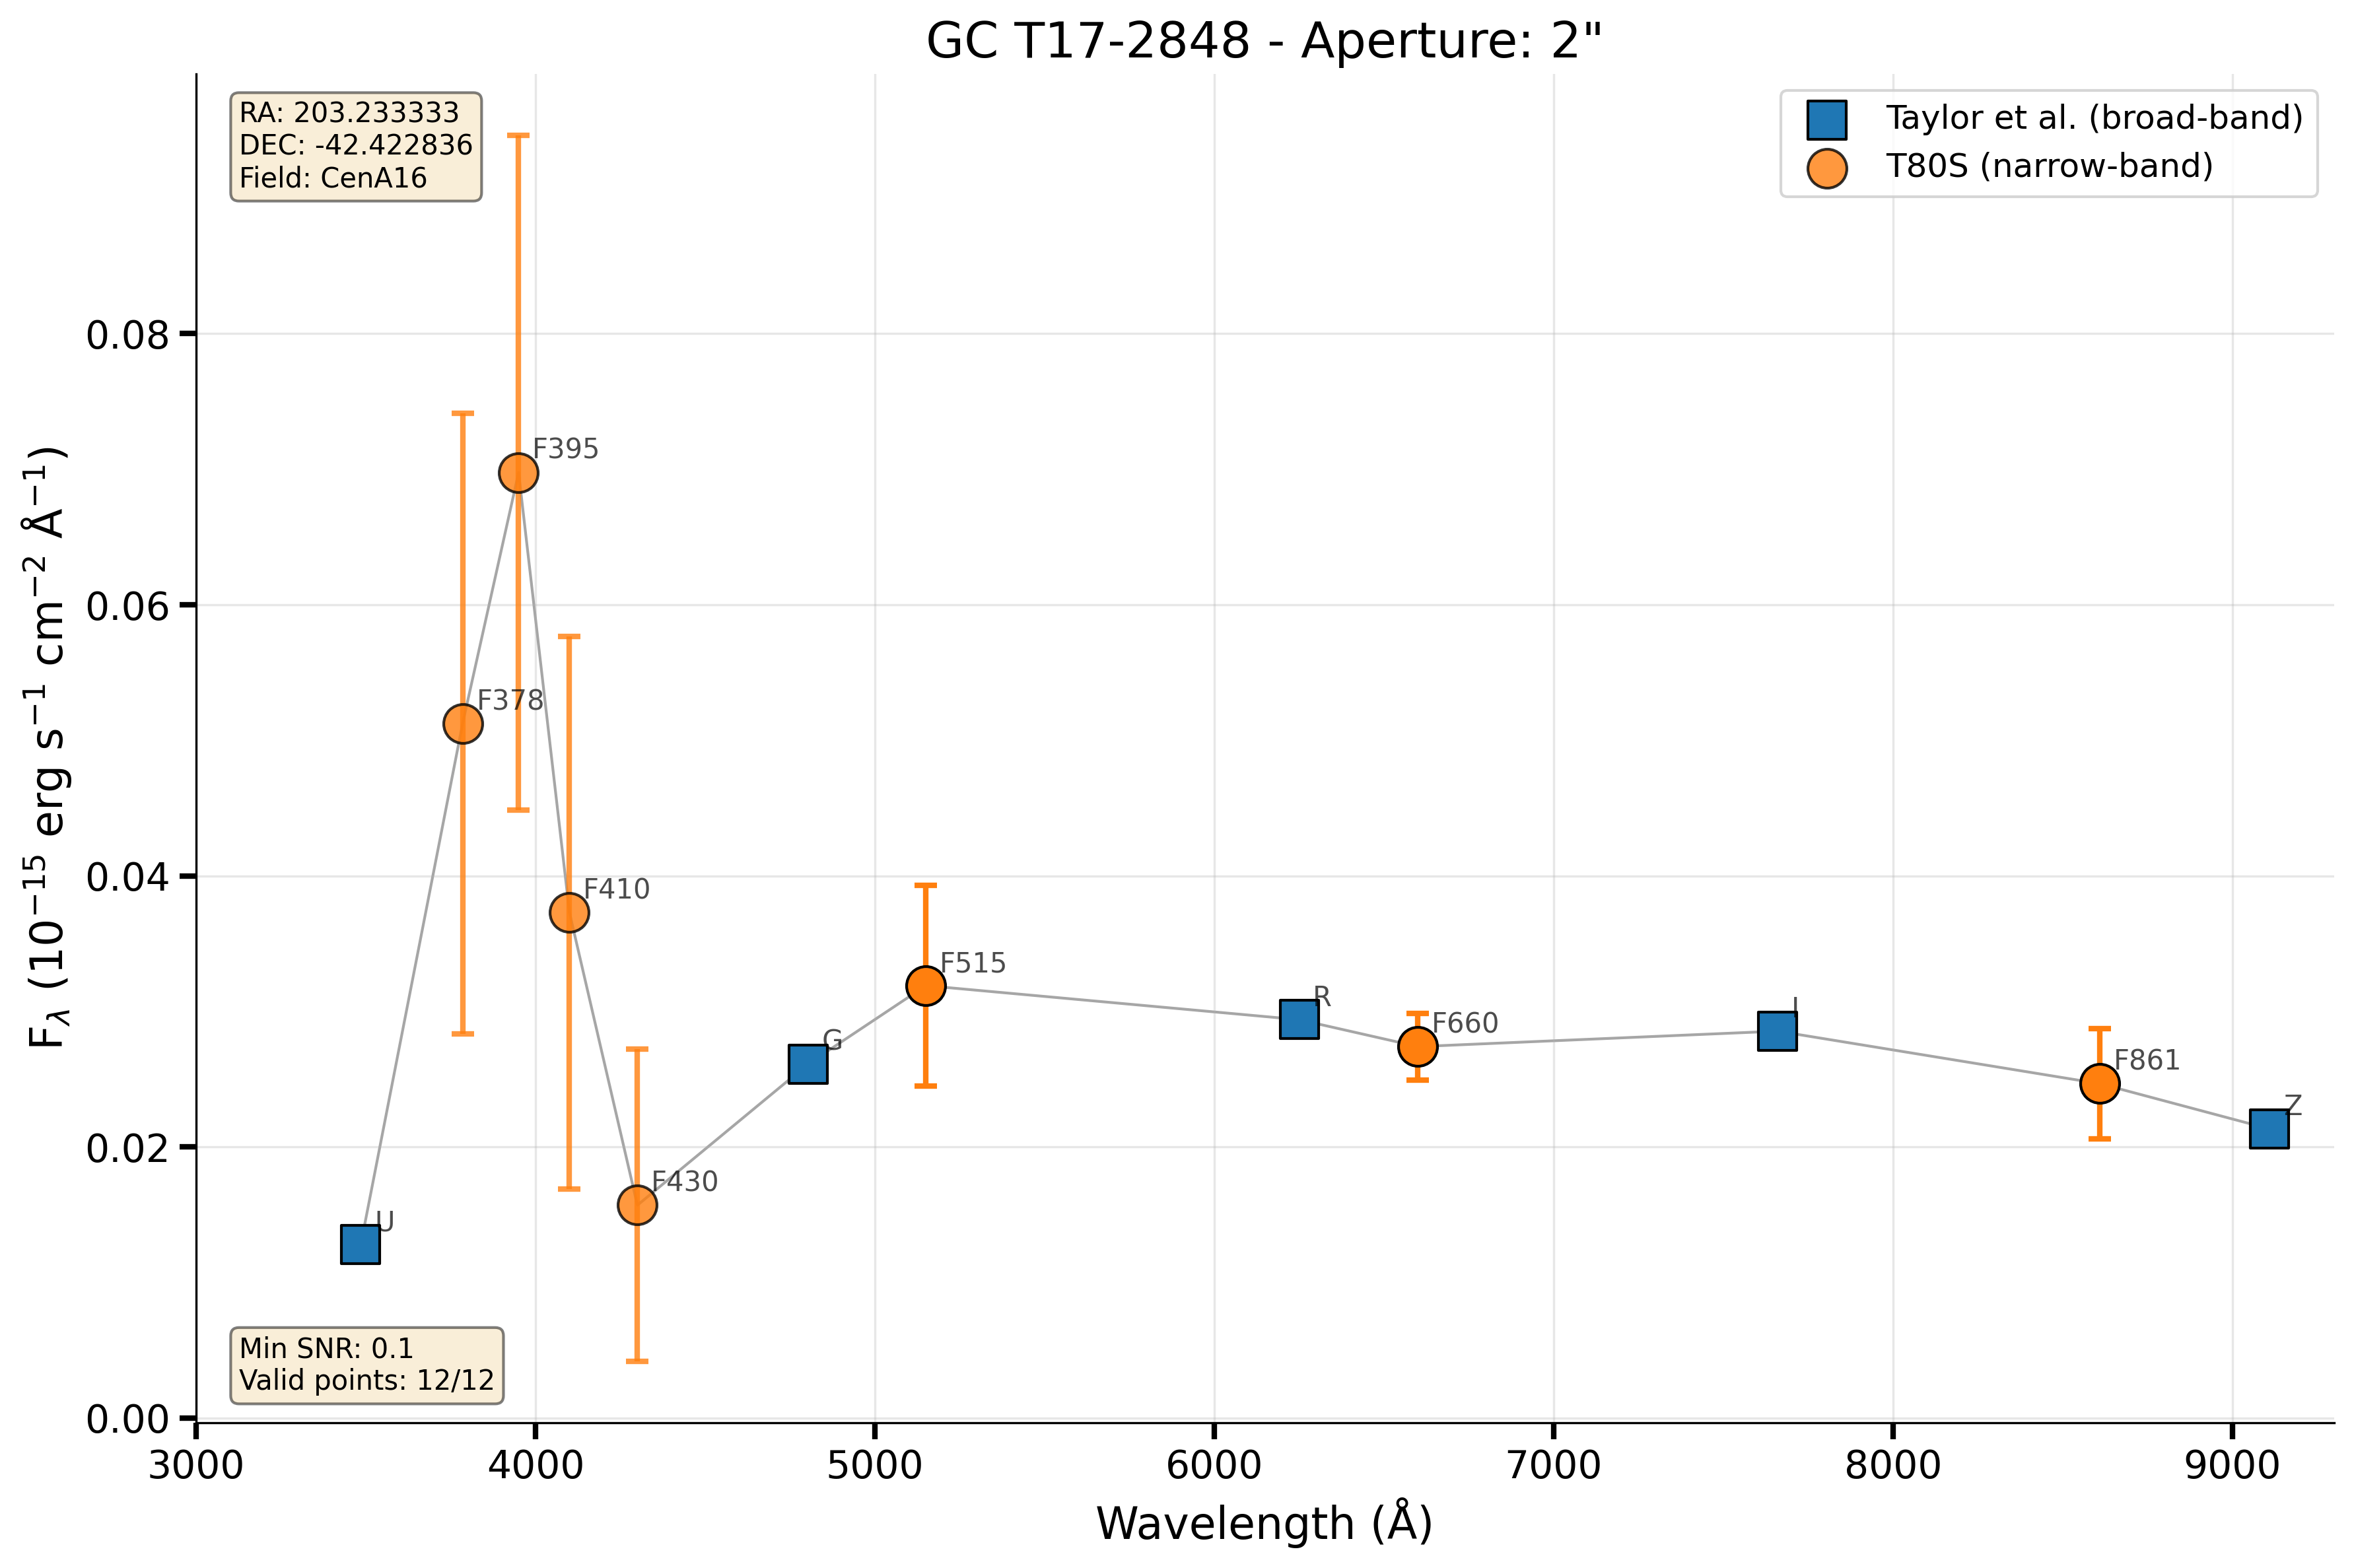 GC T17-2848 - Aperture: 2"
RA: 203.233333
DEC: -42.422836
Field: CenA16
Taylor et al. (broad-band)
T80S (narrow-band)
F395
F378
F410
F515
R
I
F660
G
F861
Z
F430
U
Min SNR: 0.1
Valid points: 12/12
0.08
0.06
0.04
0.02
0.00
F$_{\lambda}$ (10$^{-15}$ erg s$^{-1}$ cm$^{-2}$ Å$^{-1}$)
3000 4000 5000 6000 7000 8000 9000
Wavelength (Å)